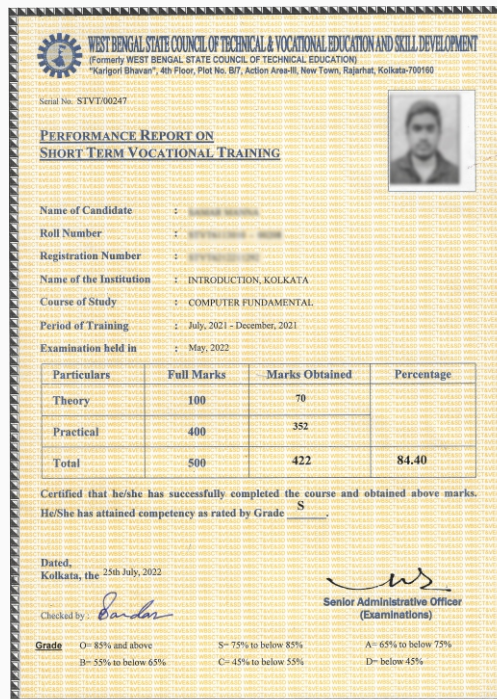 WEST BENGAL STATE COUNCIL OF TECHNICAL & VOCATIONAL EDUCATION AND SKILL DEVELOPMENT
(Formerly WEST BENGAL STATE COUNCIL OF TECHNICAL EDUCATION)
"Karigori Bhavan", 4th Floor, Plot No. B/7, Action Area-III, New Town, Rajarhat, Kolkata-700160
Serial No. STVT/00247
PERFORMANCE REPORT ON
SHORT TERM VOCATIONAL TRAINING
Name of Candidate :
Roll Number :
Registration Number :
Name of the Institution : INTRODUCTION, KOLKATA
Course of Study : COMPUTER FUNDAMENTAL
Period of Training : July, 2021 - December, 2021
Examination held in : May, 2022
Particulars Full Marks Marks Obtained Percentage
Theory 100 70
Practical 400 352
Total 500 422 84.40
Certified that he/she has successfully completed the course and obtained above marks.
He/She has attained competency as rated by Grade S.
Dated,
Kolkata, the 25th July, 2022
Checked by :
Senior Administrative Officer
(Examinations)
Grade O= 85% and above S= 75% to below 85% A= 65% to below 75%
B= 55% to below 65% C= 45% to below 55% D= below 45%